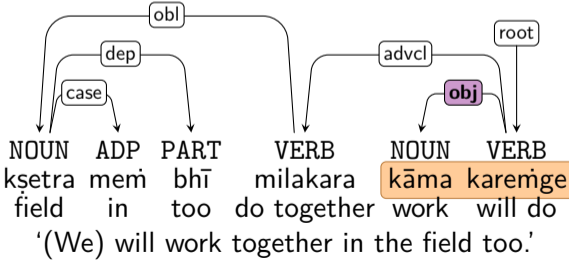 obl
root
dep
advcl
case
obj
NOUN ADP PART VERB NOUN VERB
kṣetra meṁ bhī milakara kāma kareṁge
field in too do together work will do
‘(We) will work together in the field too.’